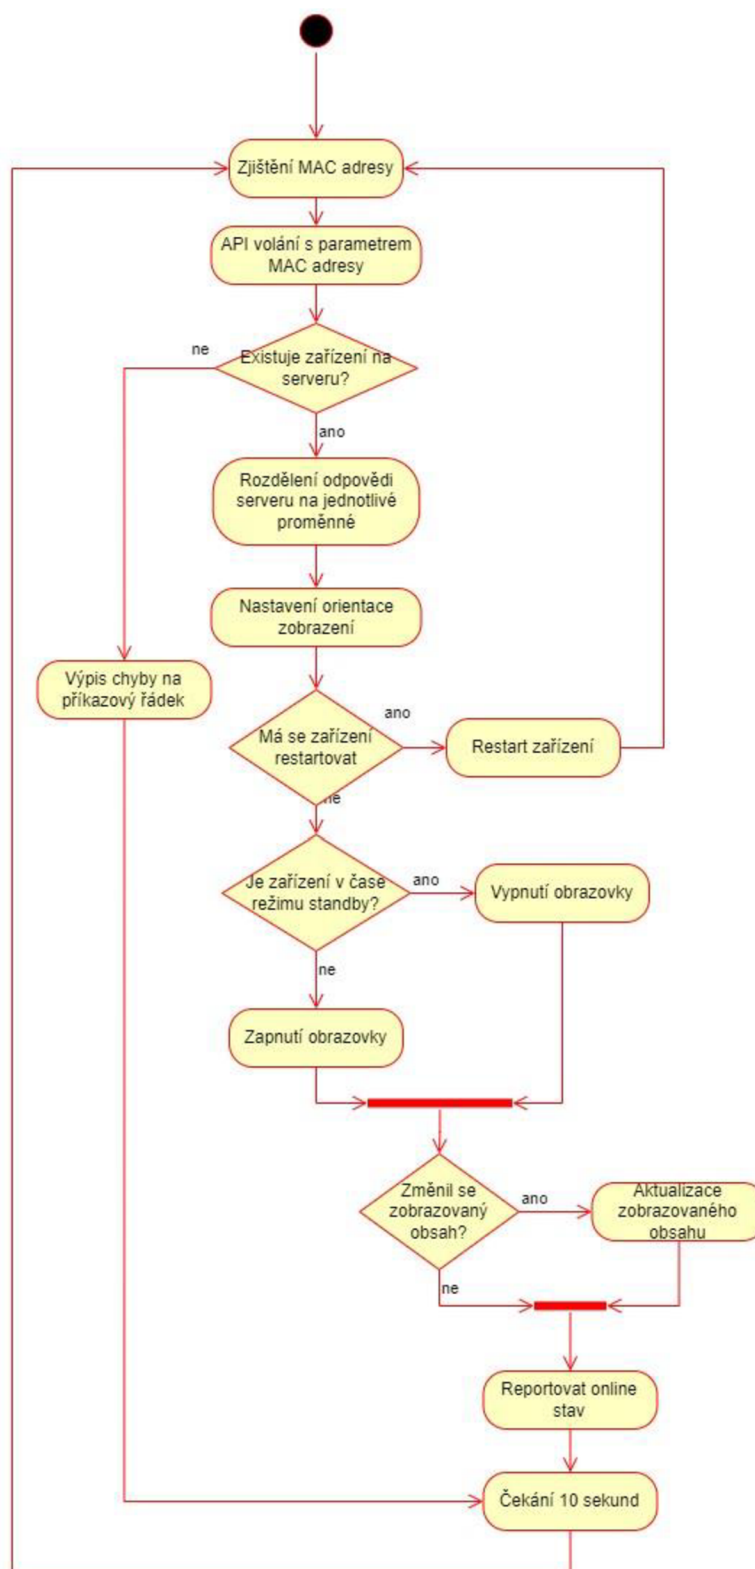 Zjištění MAC adresy
API volání s parametrem
MAC adresy
ne
Existuje zařízení na
serveru?
ano
Rozdělení odpovědi
serveru na jednotlivé
proměnné
Nastavení orientace
zobrazení
Výpis chyby na
příkazový řádek
Má se zařízení
restartovat
ano
Restart zařízení
ne
Je zařízení v čase
režimu standby?
ano
Vypnutí obrazovky
ne
Zapnutí obrazovky
Změnil se
zobrazovaný
obsah?
ano
Aktualizace
zobrazovaného
obsahu
ne
Reportovat online
stav
Čekání 10 sekund